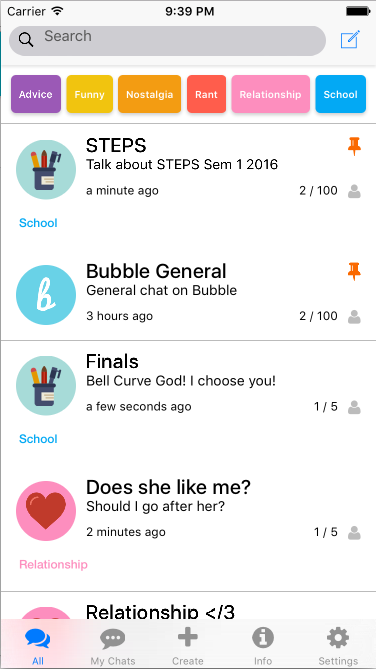 Carrier 9:39 PM
Search
Advice Funny Nostalgia Rant Relationship School
STEPS
Talk about STEPS Sem 1 2016
a minute ago 2 / 100
School
b
Bubble General
General chat on Bubble
3 hours ago 2 / 100
Finals
Bell Curve God! I choose you!
a few seconds ago 1 / 5
School
Does she like me?
Should I go after her?
2 minutes ago 1 / 5
Relationship
Relationship </3
All My Chats Create Info Settings